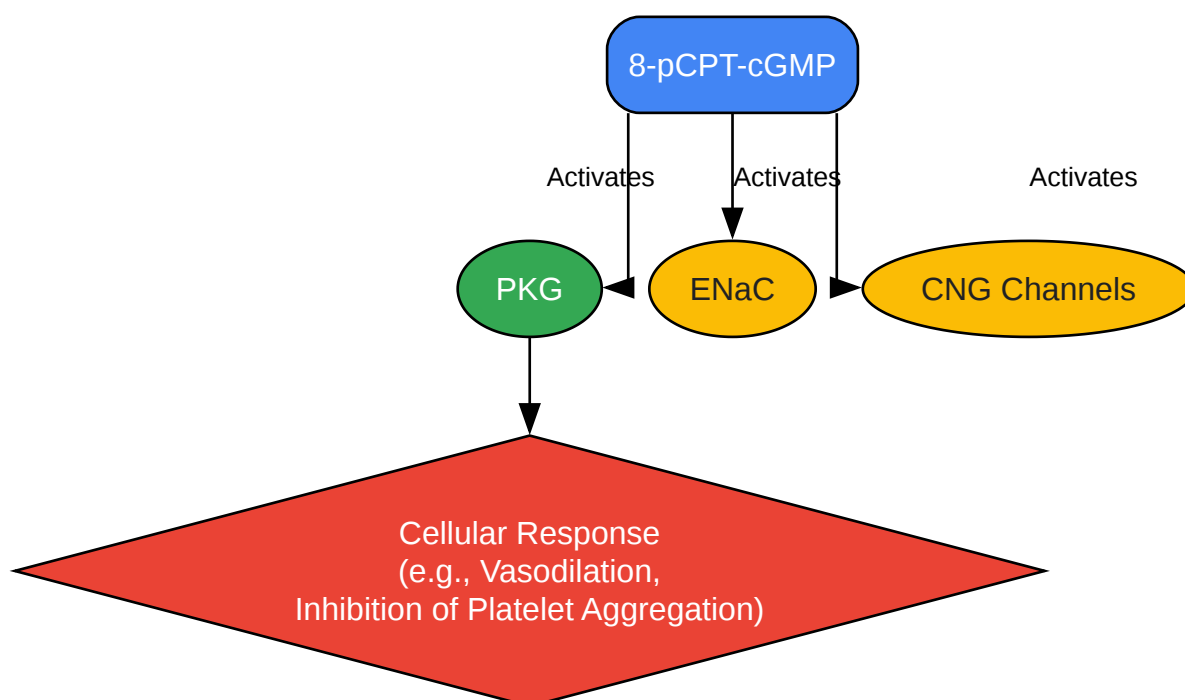 8-pCPT-cGMP
Activates
Activates
Activates
PKG
ENaC
CNG Channels
Cellular Response
(e.g., Vasodilation,
Inhibition of Platelet Aggregation)